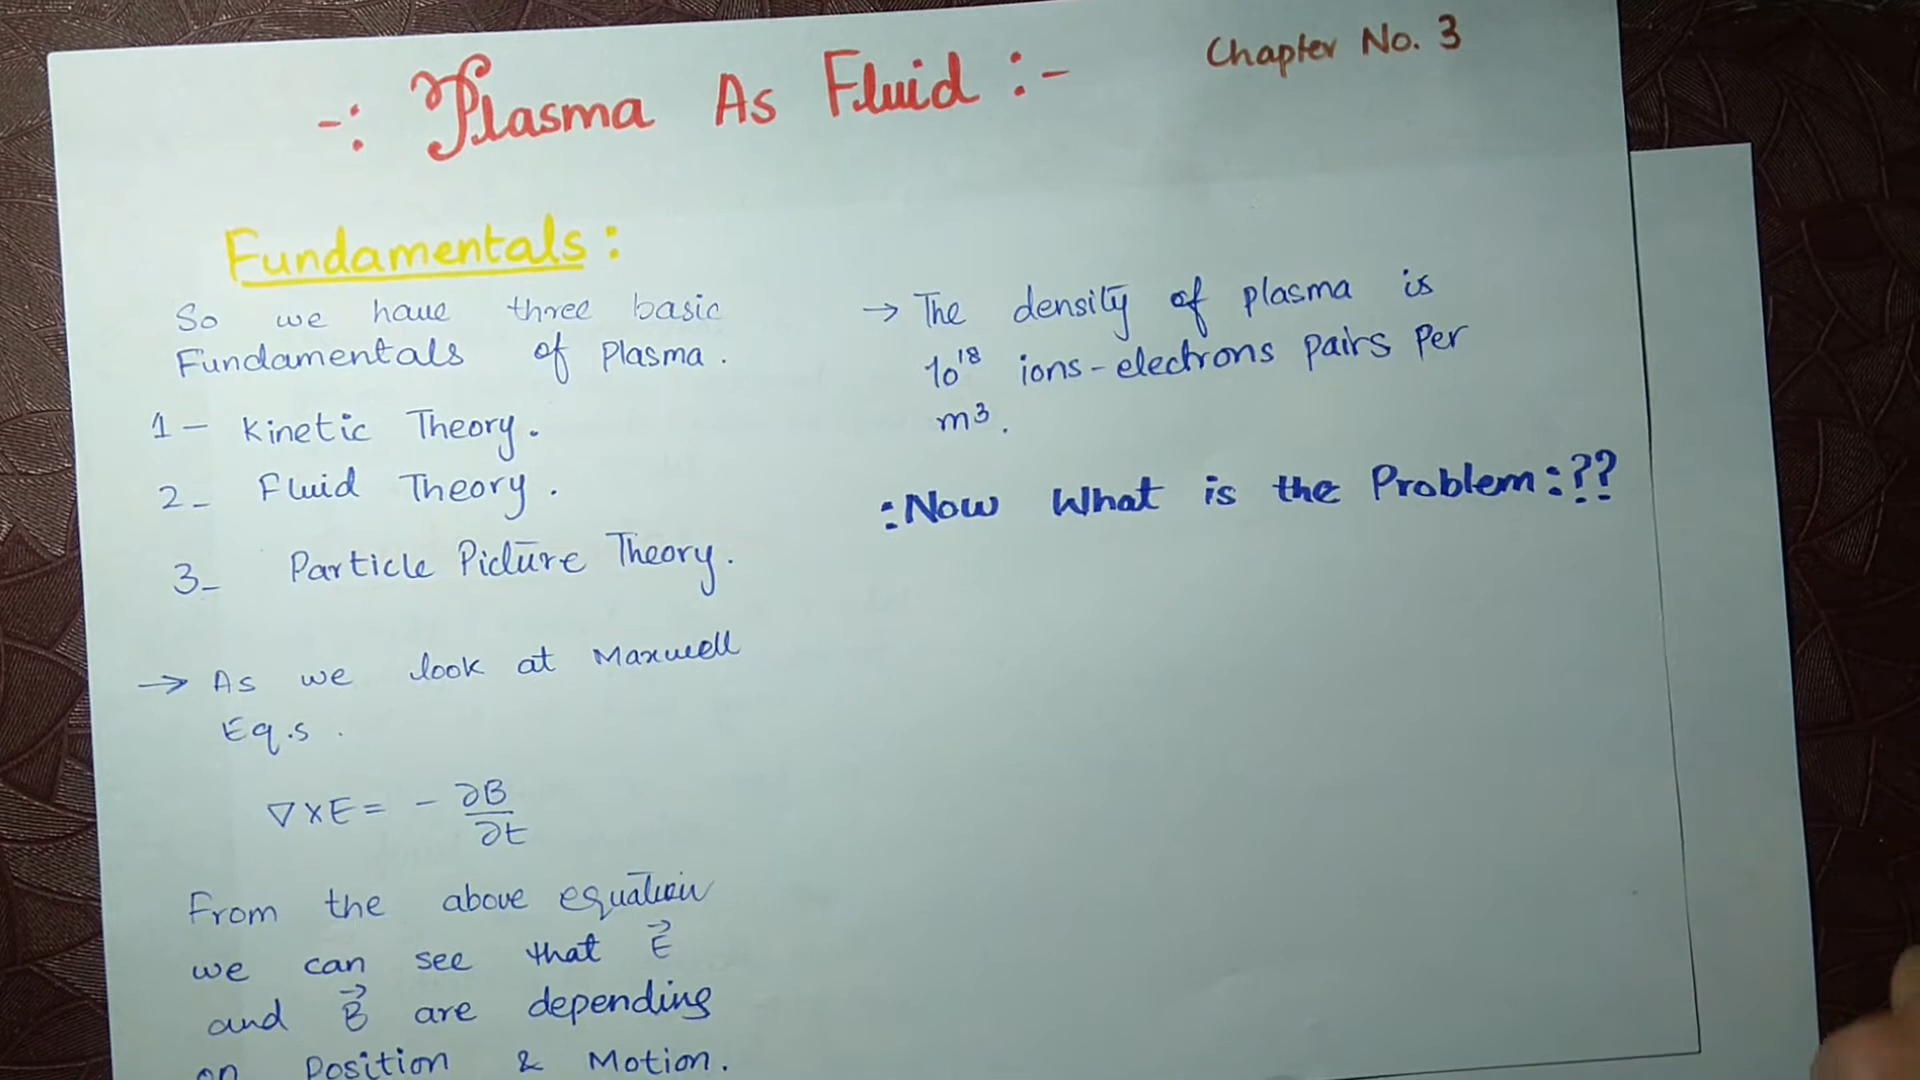 -: Plasma As Fluid :-
Chapter No. 3
Fundamentals :
So we have three basic
Fundamentals of Plasma .
1 - Kinetic Theory .
2 - Fluid Theory .
3 - Particle Picture Theory .
→ As we look at Maxwell
Eq.s .
∇ x E = - ∂B/∂t
From the above equation
we can see that E⃗
and B⃗ are depending
on Position & Motion .
→ The density of plasma is
10¹⁸ ions - electrons pairs Per
m³ .
: Now What is the Problem : ??